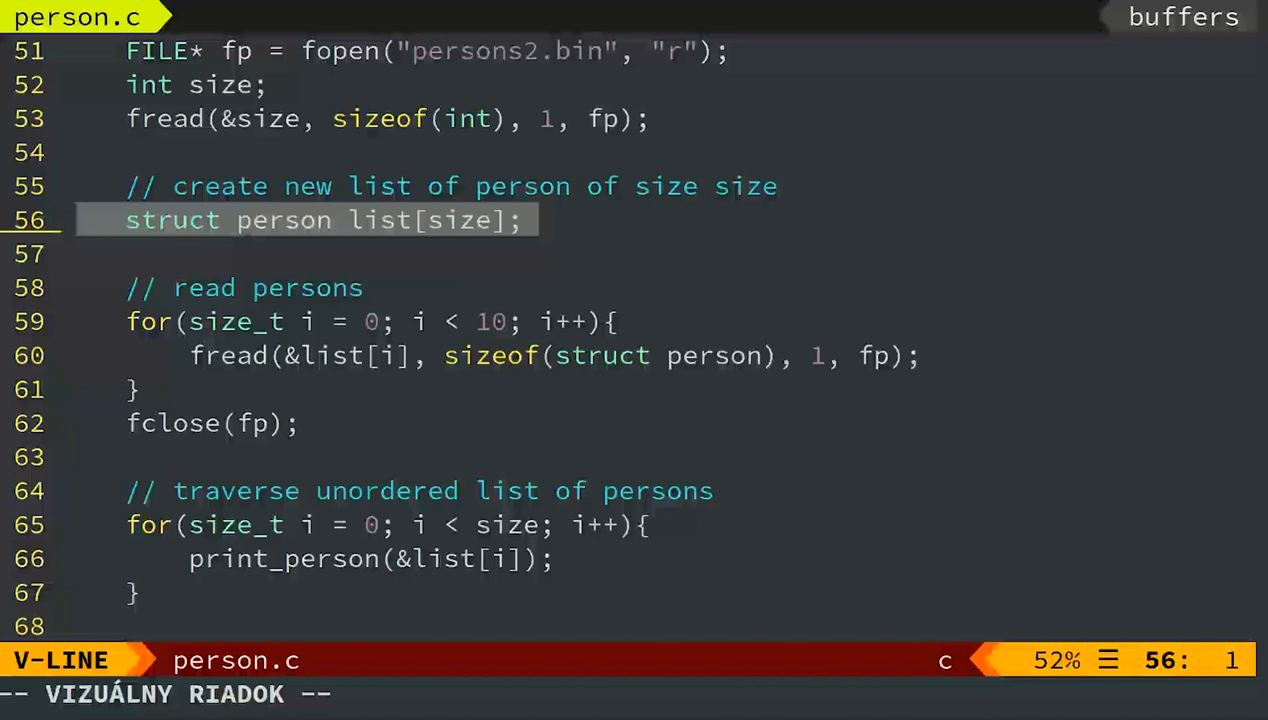 person.c buffers
51 FILE* fp = fopen("persons2.bin", "r");
52 int size;
53 fread(&size, sizeof(int), 1, fp);
54
55 // create new list of person of size size
56 struct person list[size];
57
58 // read persons
59 for(size_t i = 0; i < 10; i++){
60 fread(&list[i], sizeof(struct person), 1, fp);
61 }
62 fclose(fp);
63
64 // traverse unordered list of persons
65 for(size_t i = 0; i < size; i++){
66 print_person(&list[i]);
67 }
68
V-LINE person.c c 52% ☰ 56: 1
-- VIZUÁLNY RIADOK --